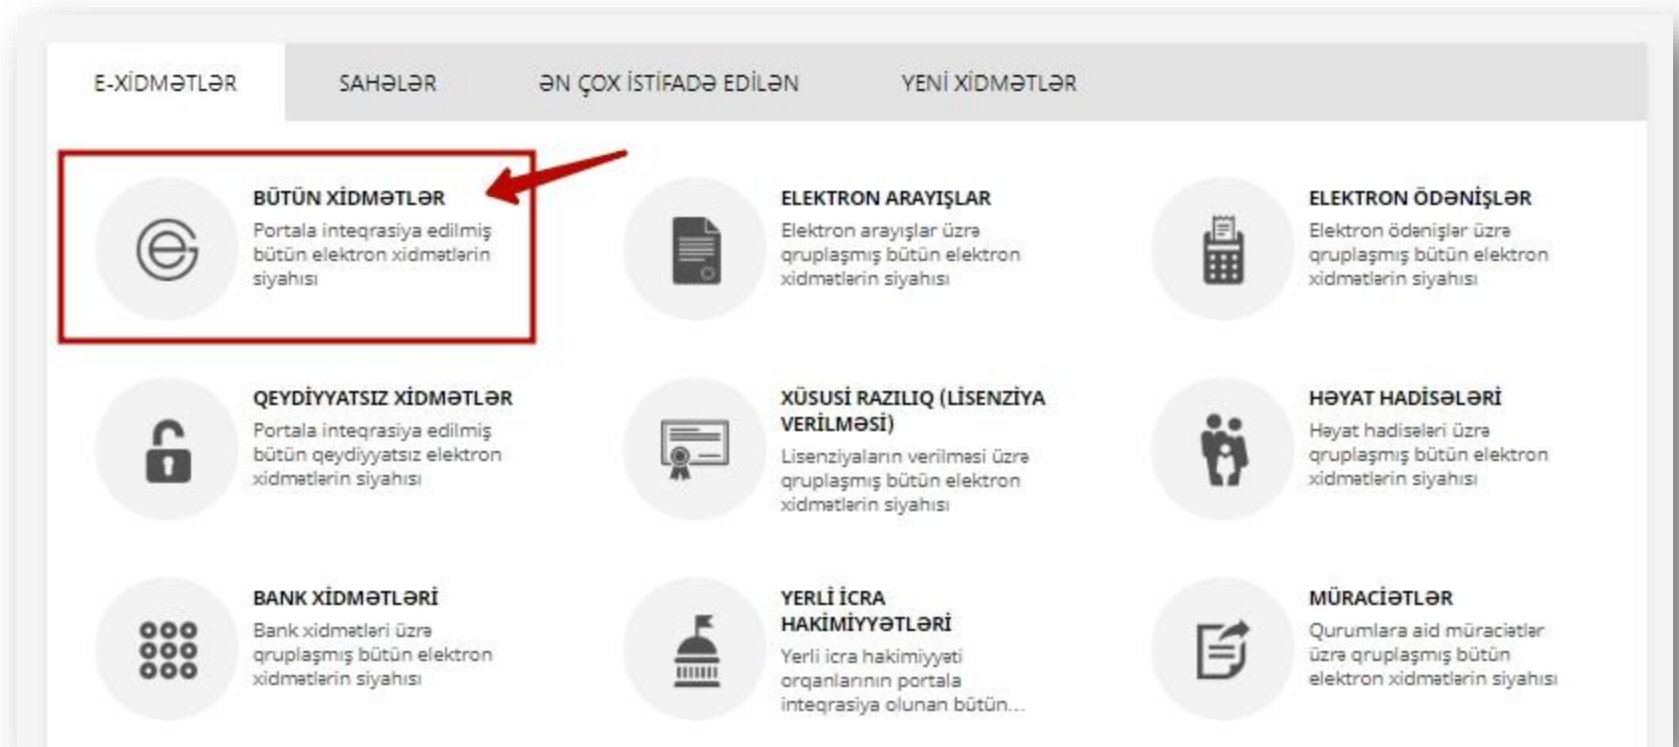 E-XİDMƏTLƏR
SAHƏLƏR
ƏN ÇOX İSTİFADƏ EDİLƏN
YENİ XİDMƏTLƏR
BÜTÜN XİDMƏTLƏR
Portala inteqrasiya edilmiş
bütün elektron xidmətlərin
siyahısı
ELEKTRON ARAYIŞLAR
Elektron arayışlar üzrə
qruplaşmış bütün elektron
xidmətlərin siyahısı
ELEKTRON ÖDƏNİŞLƏR
Elektron ödənişlər üzrə
qruplaşmış bütün elektron
xidmətlərin siyahısı
QEYDİYYATSIZ XİDMƏTLƏR
Portala inteqrasiya edilmiş
bütün qeydiyyatsız elektron
xidmətlərin siyahısı
XÜSUSİ RAZILIQ (LİSENZİYA
VERİLMƏSİ)
Lisenziyaların verilməsi üzrə
qruplaşmış bütün elektron
xidmətlərin siyahısı
HƏYAT HADİSƏLƏRİ
Həyat hadisələri üzrə
qruplaşmış bütün elektron
xidmətlərin siyahısı
BANK XİDMƏTLƏRİ
Bank xidmətləri üzrə
qruplaşmış bütün elektron
xidmətlərin siyahısı
YERLİ İCRA
HAKİMİYYƏTLƏRİ
Yerli icra hakimiyyəti
orqanlarının portala
inteqrasiya olunan bütün...
MÜRACİƏTLƏR
Qurumlara aid müraciətlər
üzrə qruplaşmış bütün
elektron xidmətlərin siyahısı